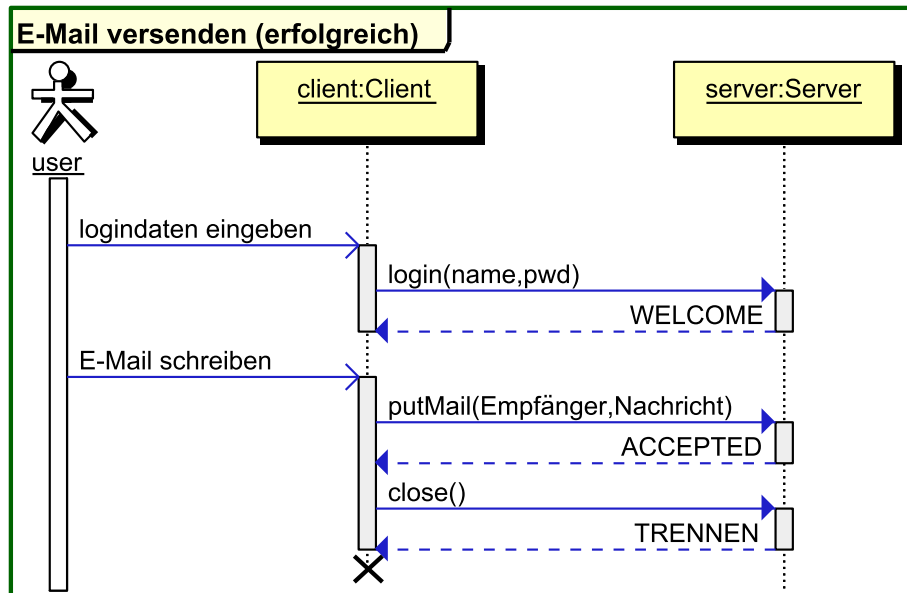 E-Mail versenden (erfolgreich)
client:Client
server:Server
user
logindaten eingeben
login(name,pwd)
WELCOME
E-Mail schreiben
putMail(Empfänger,Nachricht)
ACCEPTED
close()
TRENNEN